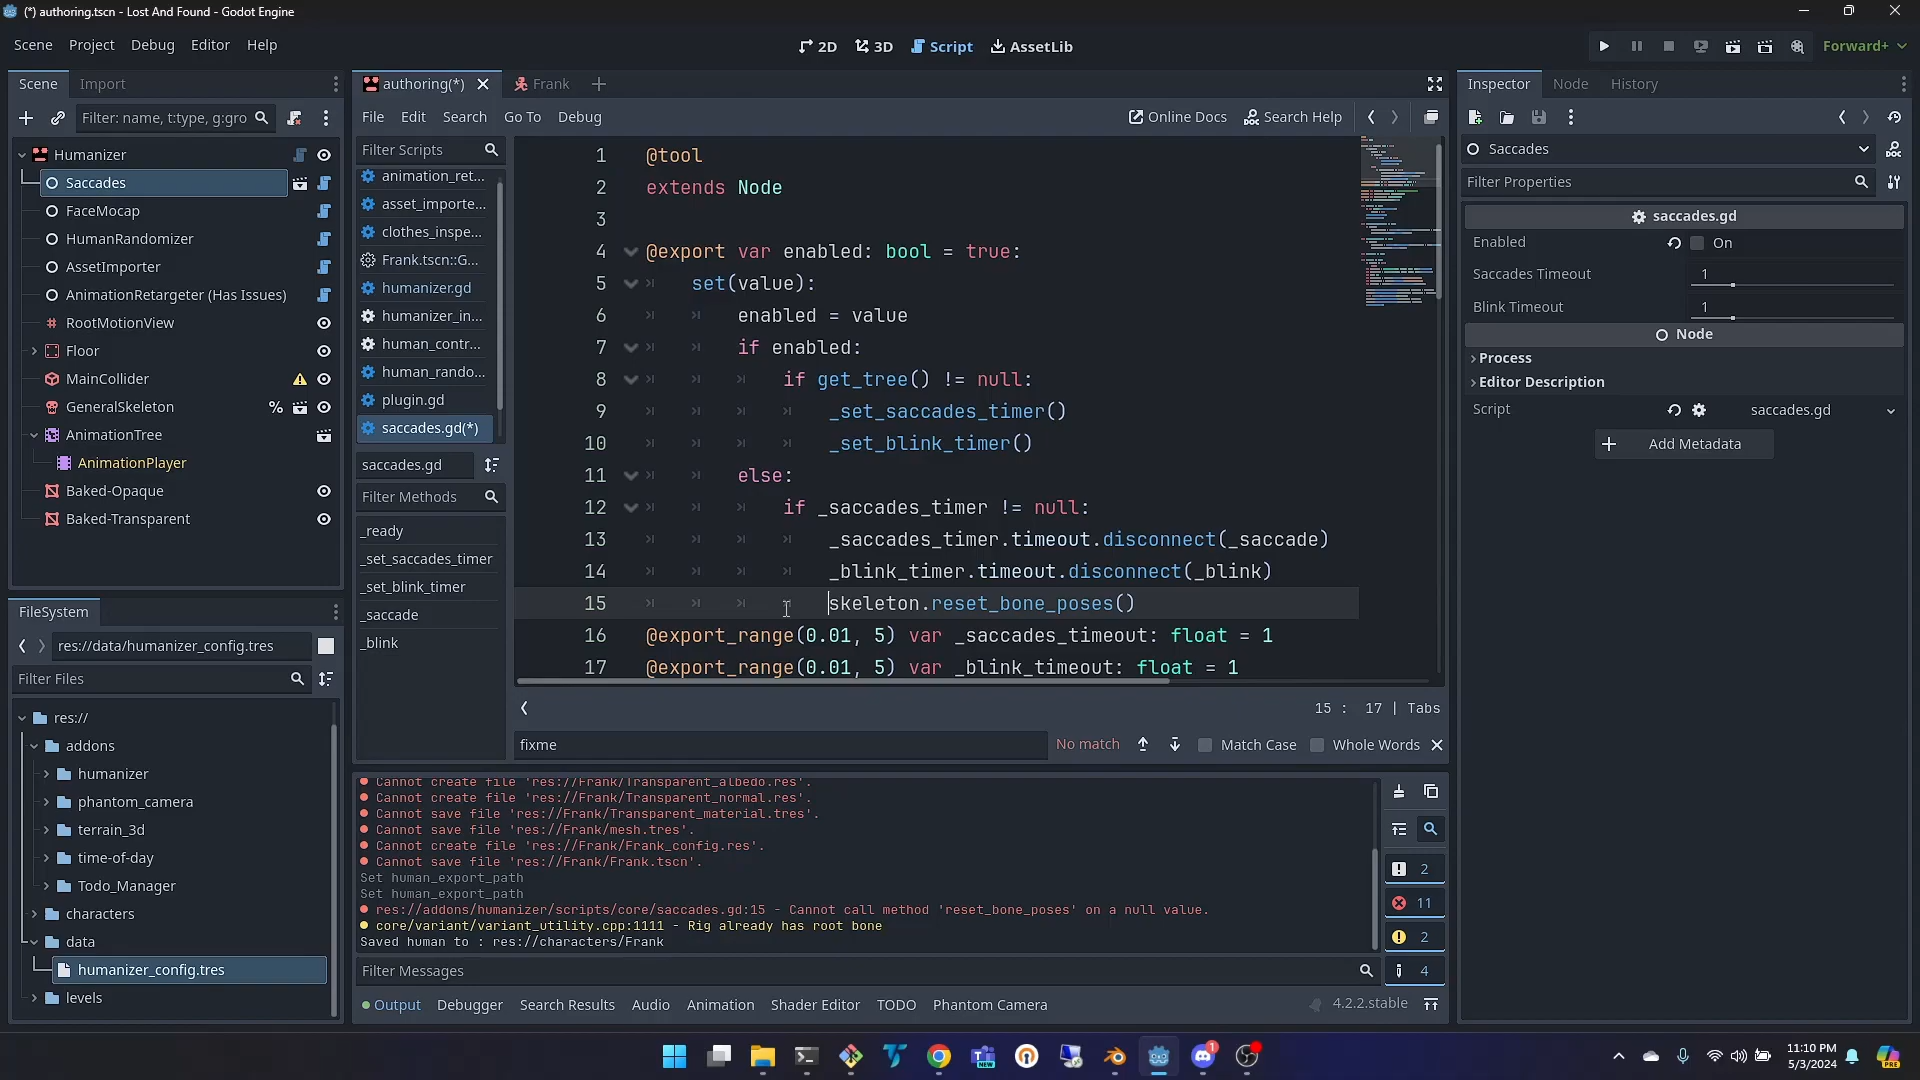 (*) authoring.tscn - Lost And Found - Godot Engine
Scene Project Debug Editor Help
2D 3D Script AssetLib
Forward+
Scene Import
Filter: name, t:type, g:gro
Humanizer
Saccades
FaceMocap
HumanRandomizer
AssetImporter
AnimationRetargeter (Has Issues)
RootMotionView
Floor
MainCollider
GeneralSkeleton %
AnimationTree
AnimationPlayer
Baked-Opaque
Baked-Transparent
FileSystem
res://data/humanizer_config.tres
Filter Files
res://
addons
humanizer
phantom_camera
terrain_3d
time-of-day
Todo_Manager
characters
data
humanizer_config.tres
levels
authoring(*) Frank
File Edit Search Go To Debug
Online Docs Search Help
Filter Scripts
animation_ret...
asset_importe...
clothes_inspe...
Frank.tscn::G...
humanizer.gd
humanizer_in...
human_contr...
human_rando...
plugin.gd
saccades.gd(*)
saccades.gd
Filter Methods
_ready
_set_saccades_timer
_set_blink_timer
_saccade
_blink
1 @tool
2 extends Node
3
4 @export var enabled: bool = true:
5 set(value):
6 enabled = value
7 if enabled:
8 if get_tree() != null:
9 _set_saccades_timer()
10 _set_blink_timer()
11 else:
12 if _saccades_timer != null:
13 _saccades_timer.timeout.disconnect(_saccade)
14 _blink_timer.timeout.disconnect(_blink)
15 skeleton.reset_bone_poses()
16 @export_range(0.01, 5) var _saccades_timeout: float = 1
17 @export_range(0.01, 5) var _blink_timeout: float = 1
15 : 17 | Tabs
fixme No match Match Case Whole Words
Cannot create file 'res://Frank/Transparent_albedo.res'.
Cannot create file 'res://Frank/Transparent_normal.res'.
Cannot save file 'res://Frank/Transparent_material.tres'.
Cannot save file 'res://Frank/mesh.tres'.
Cannot create file 'res://Frank/Frank_config.res'.
Cannot save file 'res://Frank/Frank.tscn'.
Set human_export_path
Set human_export_path
res://addons/humanizer/scripts/core/saccades.gd:15 - Cannot call method 'reset_bone_poses' on a null value.
core/variant/variant_utility.cpp:1111 - Rig already has root bone
Saved human to : res://characters/Frank
2
11
2
4
Filter Messages
Output Debugger Search Results Audio Animation Shader Editor TODO Phantom Camera
4.2.2.stable
Inspector Node History
Saccades
Filter Properties
saccades.gd
Enabled On
Saccades Timeout 1
Blink Timeout 1
Node
Process
Editor Description
Script saccades.gd
Add Metadata
NEW
1
11:10 PM
5/3/2024
PRE